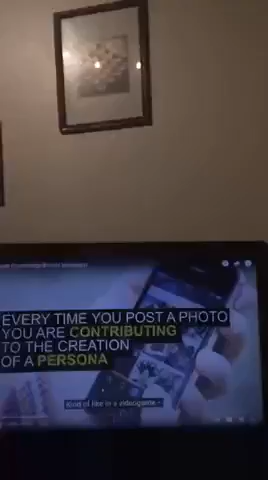 EVERY TIME YOU POST A PHOTO
YOU ARE CONTRIBUTING
TO THE CREATION
OF A PERSONA
Kind of like in a videogame -